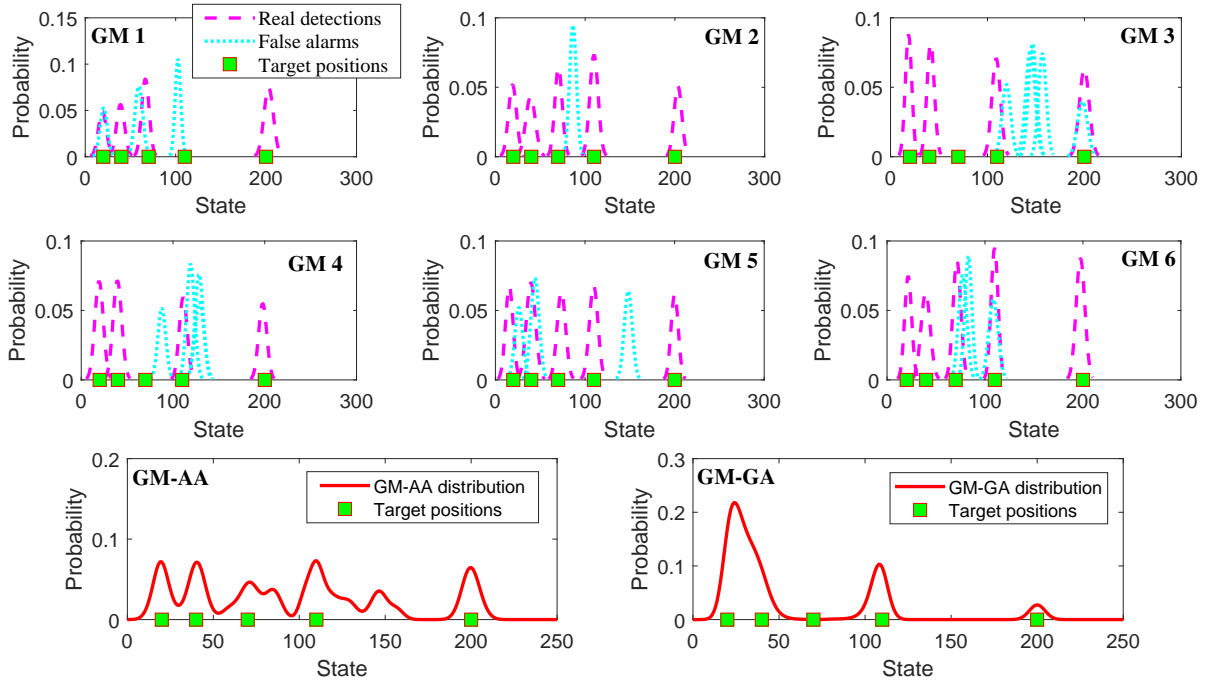 GM 1
Real detections
False alarms
Target positions
Probability
0.15
0.1
0.05
0
0 100 200 300
State
GM 2
Probability
0.1
0.05
0
0 100 200 300
State
GM 3
Probability
0.1
0.05
0
0 100 200 300
State
GM 4
Probability
0.1
0.05
0
0 100 200 300
State
GM 5
Probability
0.1
0.05
0
0 100 200 300
State
GM 6
Probability
0.1
0.05
0
0 100 200 300
State
GM-AA
GM-AA distribution
Target positions
Probability
0.2
0.1
0
0 50 100 150 200 250
State
GM-GA
GM-GA distribution
Target positions
Probability
0.3
0.2
0.1
0
0 50 100 150 200 250
State